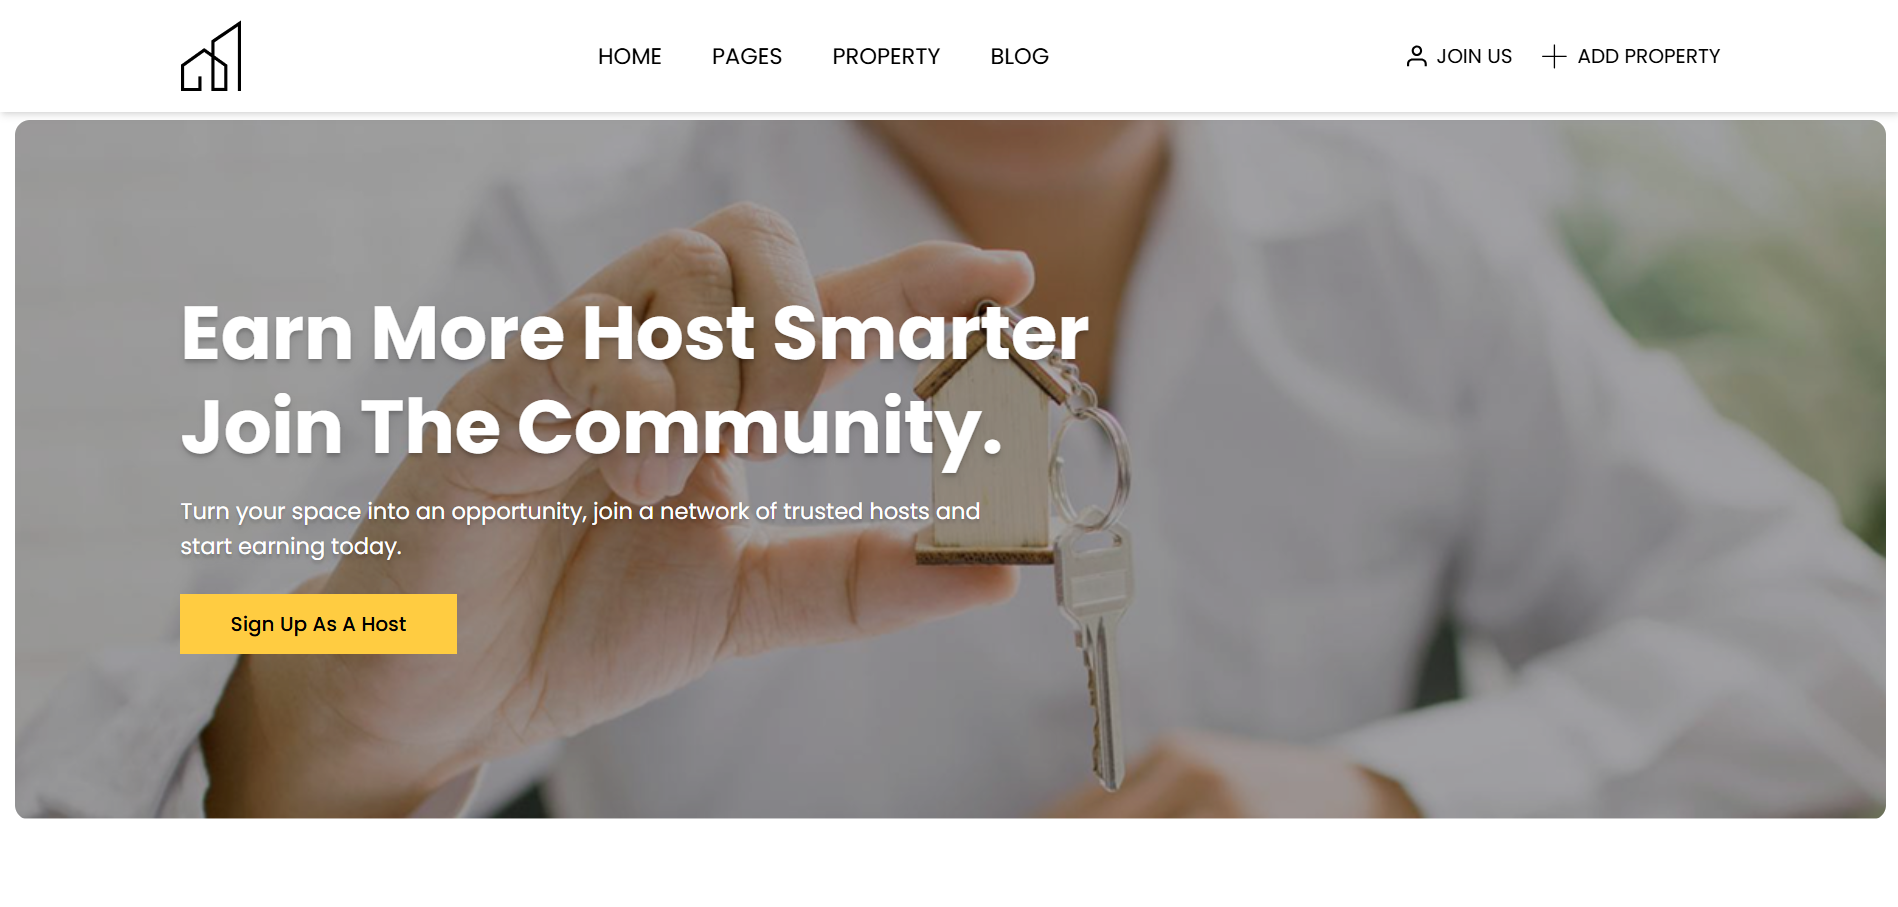 HOME PAGES PROPERTY BLOG JOIN US ADD PROPERTY
Earn More Host Smarter
Join The Community.
Turn your space into an opportunity, join a network of trusted hosts and
start earning today.
Sign Up As A Host